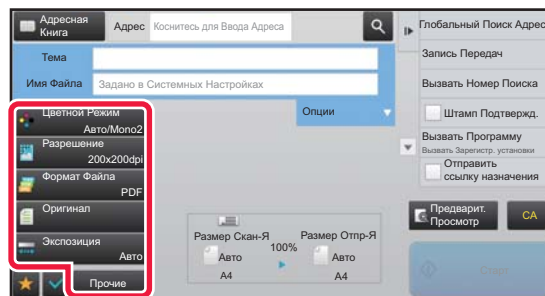 Адресная
Книга
Адрес
Коснитесь для Ввода Адреса
Тема
Имя Файла
Задано в Системных Настройках
Цветной Режим
Авто/Mono2
Разрешение
200x200dpi
Формат Файла
PDF
Оригинал
Экспозиция
Авто
Прочие
Опции
Размер Скан-Я
100%
Размер Отпр-Я
Авто
A4
Авто
A4
Глобальный Поиск Адрес
Запись Передач
Вызвать Номер Поиска
Штамп Подтвержд.
Вызвать Программу
Вызвать Зарегистр. установки
Отправить
ссылку назначения
Предварит.
Просмотр
CA
Старт